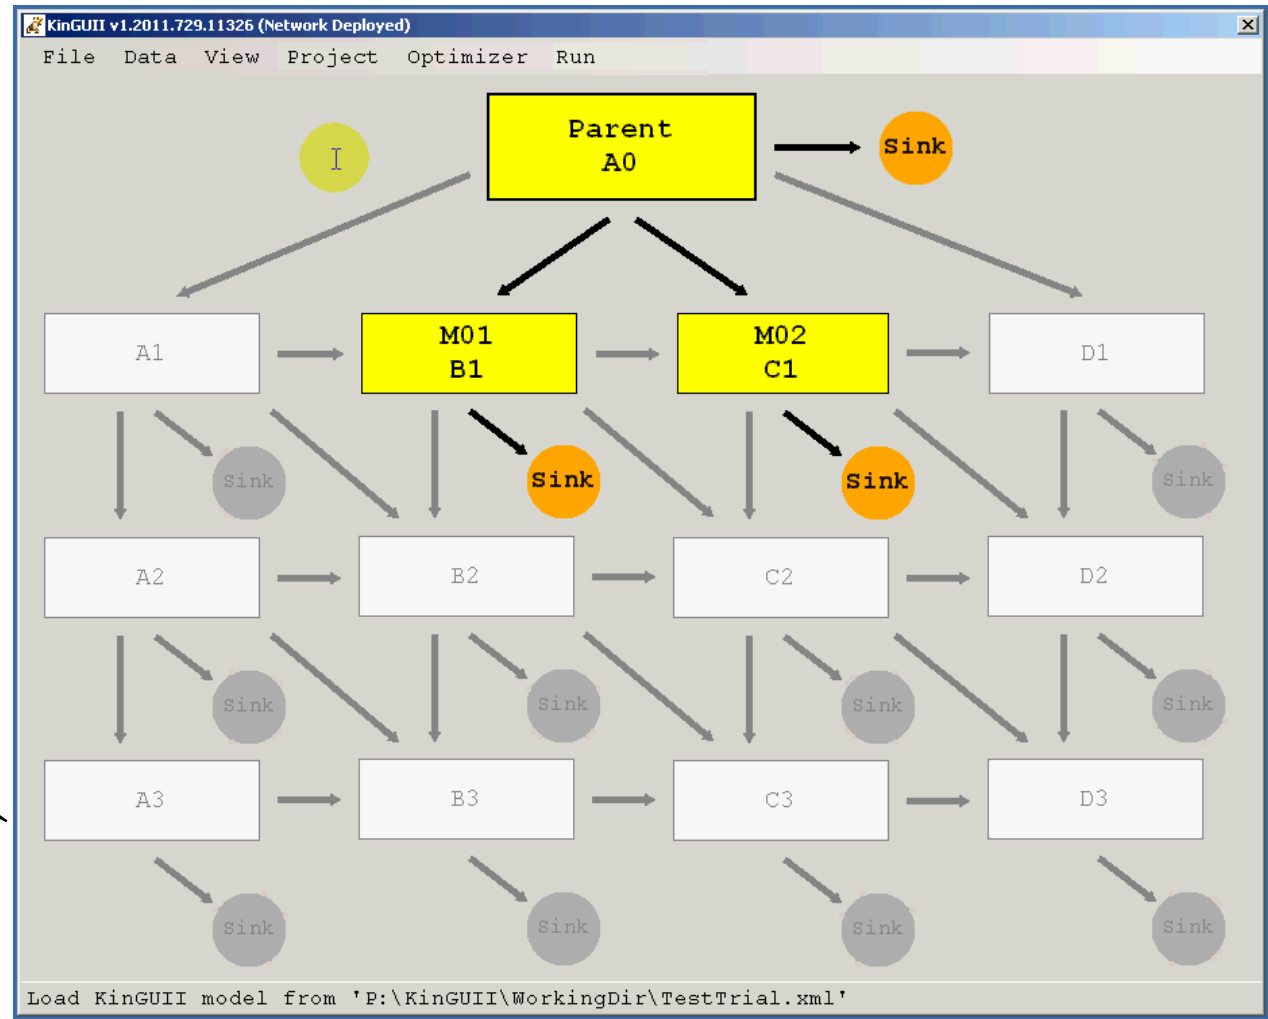 KinGUII v1.2011.729.11326 (Network Deployed)
File Data View Project Optimizer Run
Parent
A0
Sink
A1
M01
B1
M02
C1
D1
Sink
Sink
Sink
Sink
A2
B2
C2
D2
Sink
Sink
Sink
Sink
A3
B3
C3
D3
Sink
Sink
Sink
Sink
Load KinGUII model from 'P:\KinGUII\WorkingDir\TestTrial.xml'